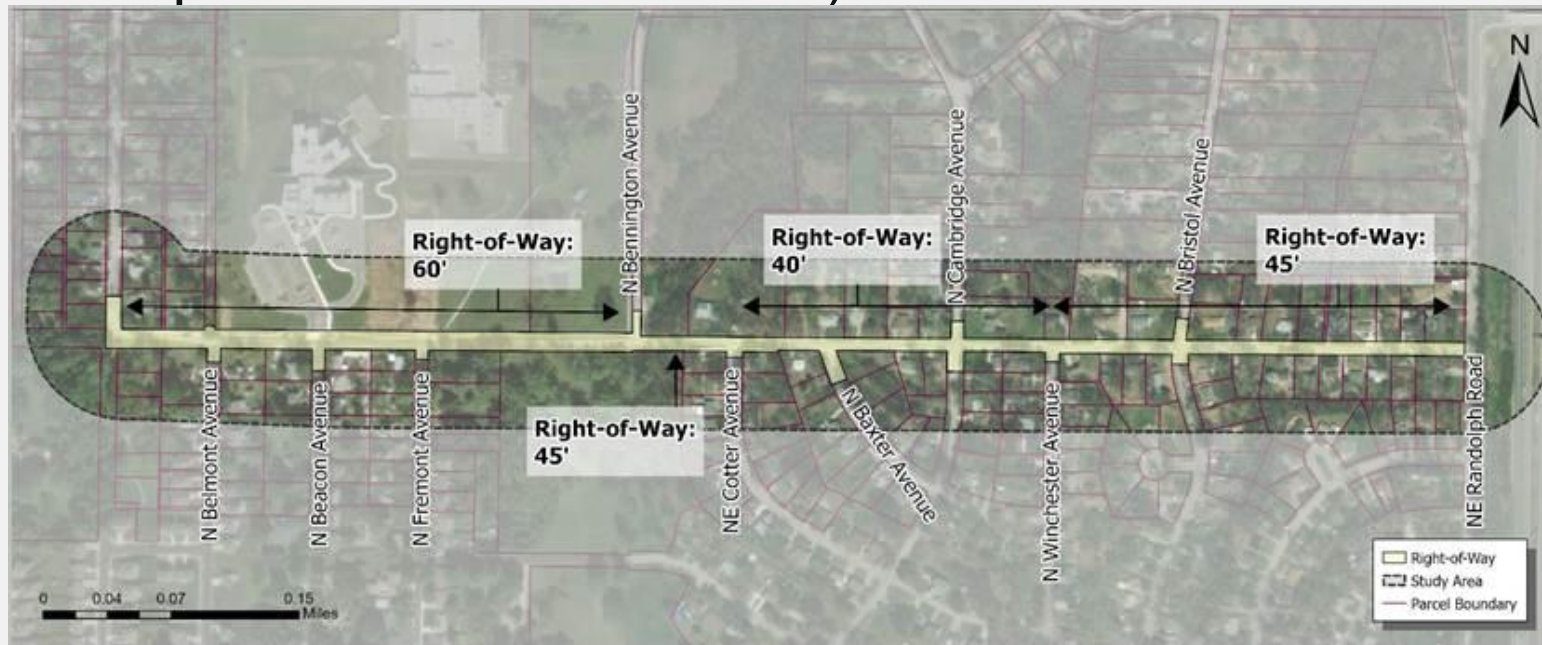 N
N Bennington Avenue
N Cambridge Avenue
N Bristol Avenue
Right-of-Way:
60'
Right-of-Way:
40'
Right-of-Way:
45'
Right-of-Way:
45'
N Belmont Avenue
N Beacon Avenue
N Fremont Avenue
NE Cotter Avenue
N Baxter Avenue
N Winchester Avenue
NE Randolph Road
0 0.04 0.07 0.15
Miles
Right-of-Way
Study Area
Parcel Boundary